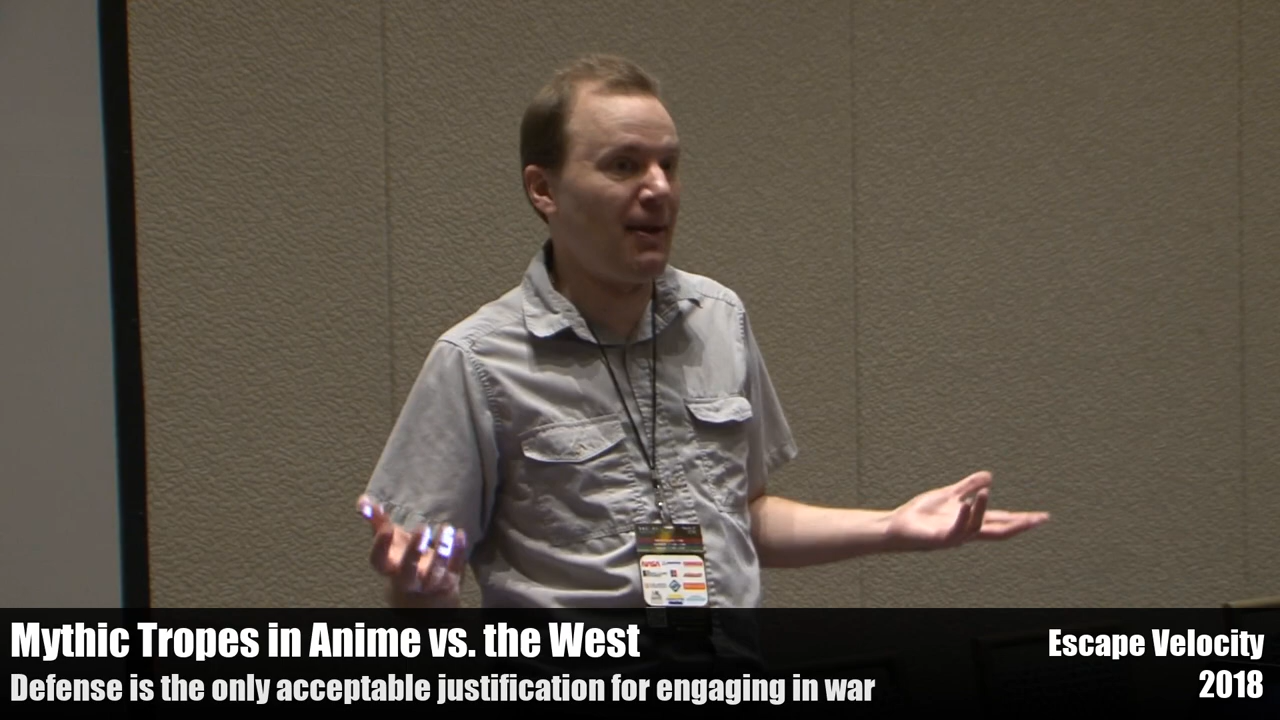 NASA
Mythic Tropes in Anime vs. the West
Defense is the only acceptable justification for engaging in war
Escape Velocity
2018